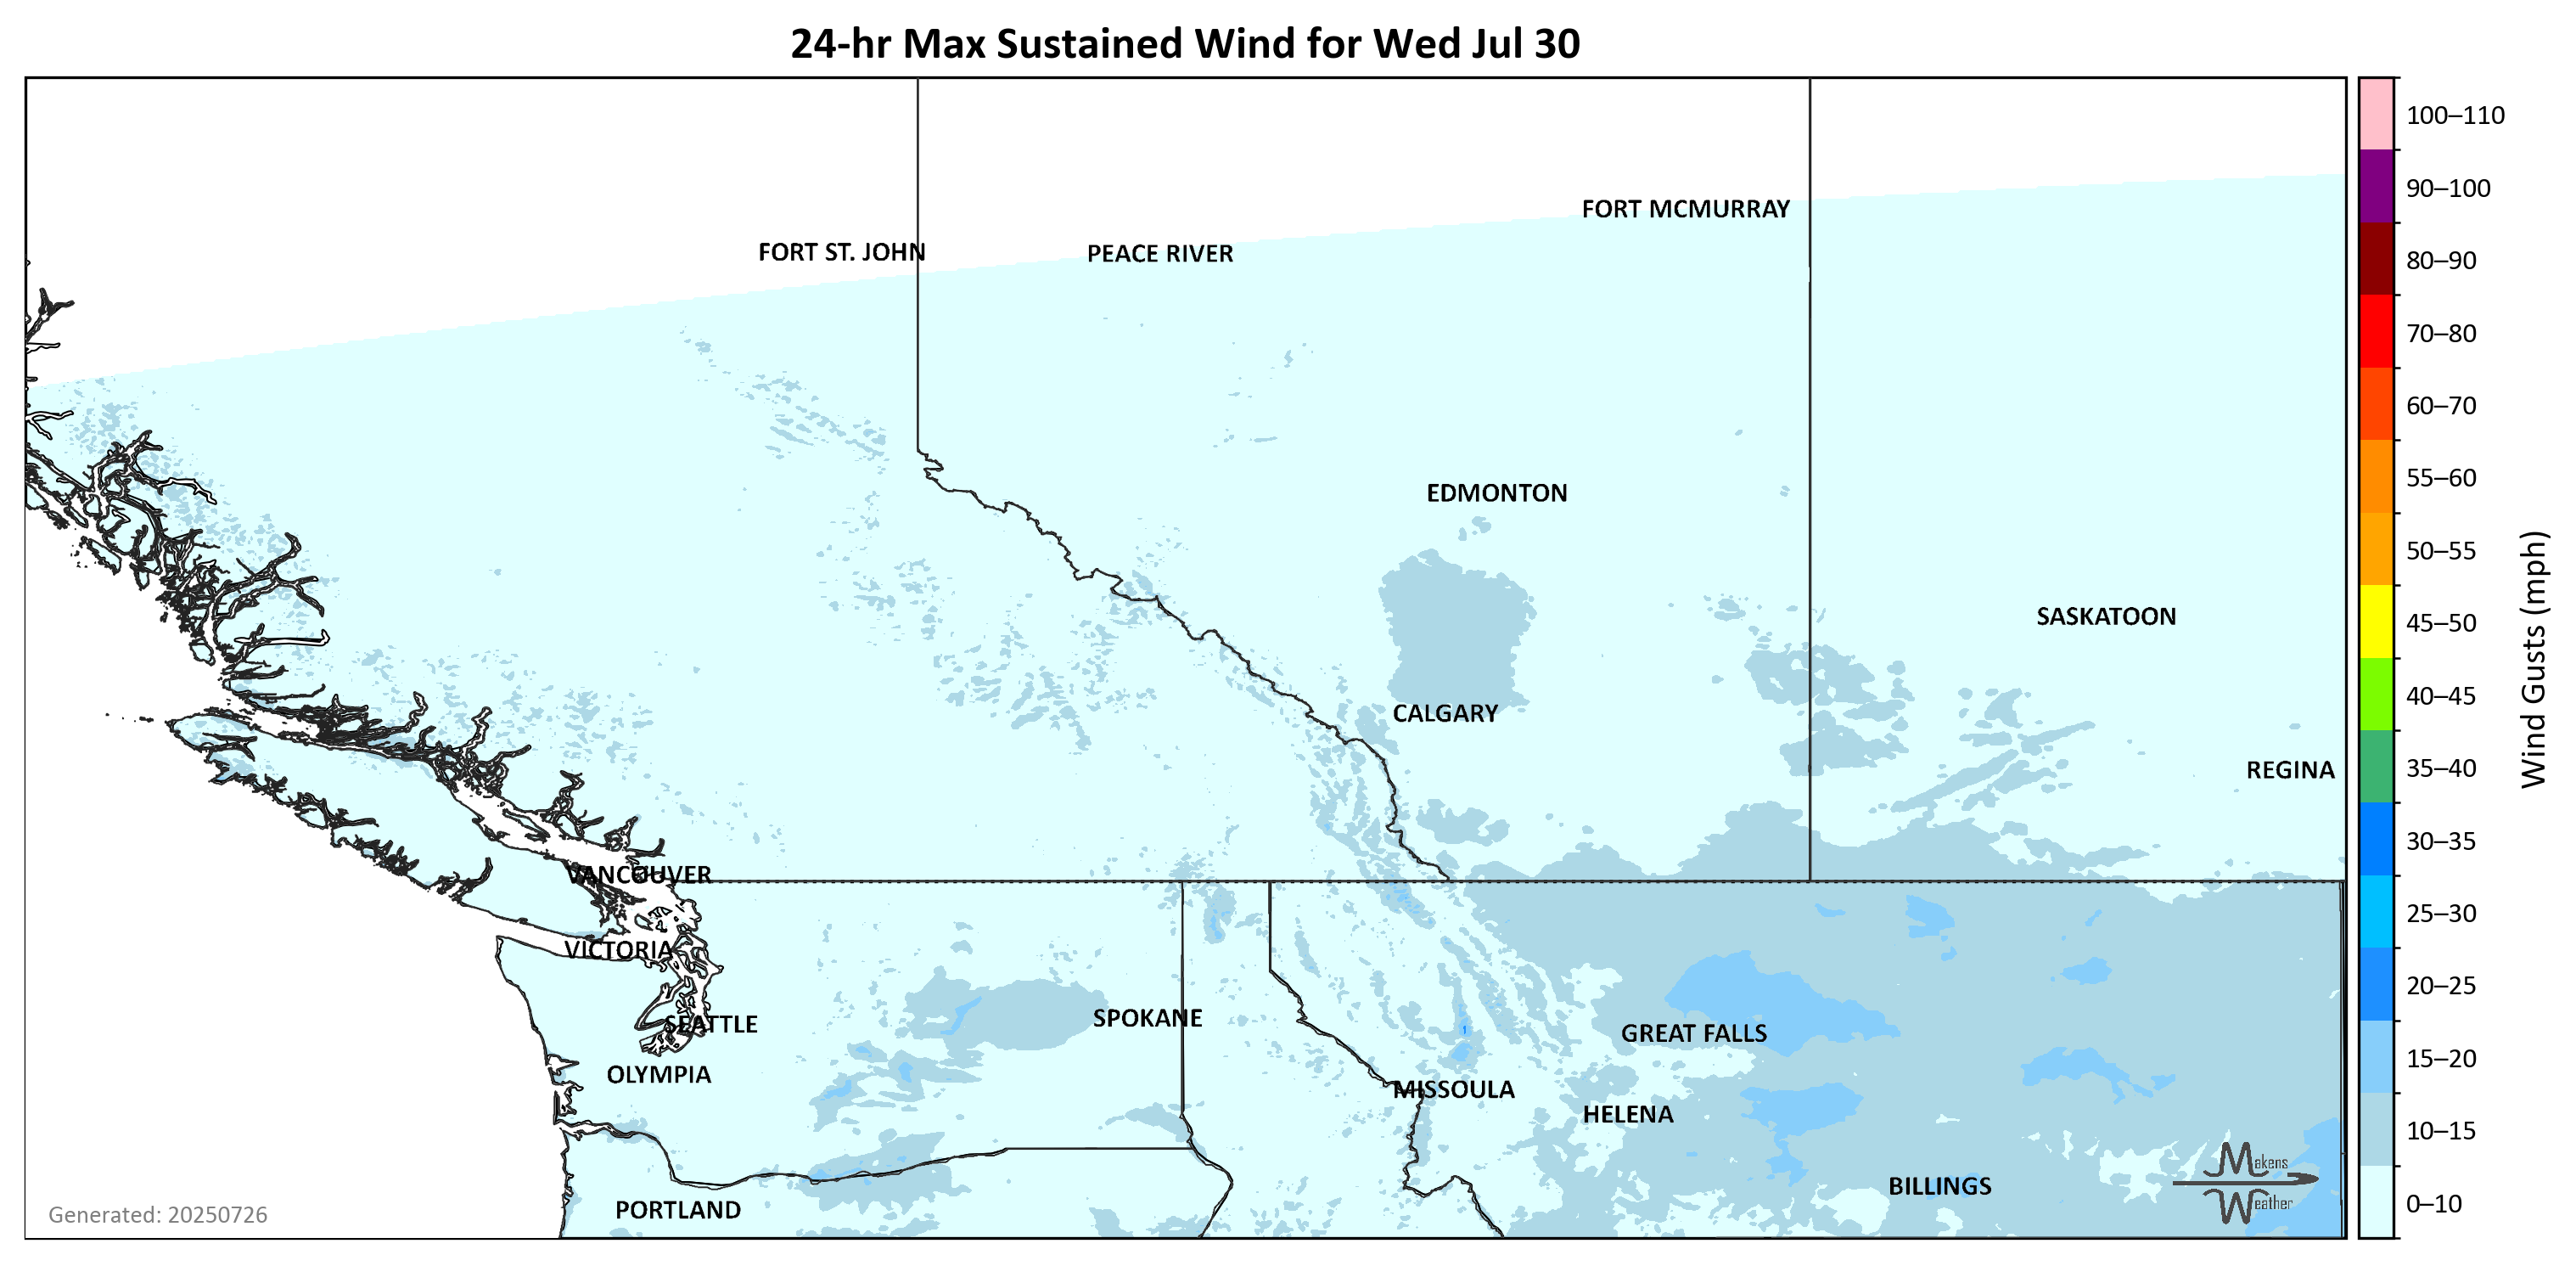 24-hr Max Sustained Wind for Wed Jul 30
100–110
90–100
80–90
70–80
60–70
55–60
50–55
45–50
40–45
35–40
30–35
25–30
20–25
15–20
10–15
0–10
Wind Gusts (mph)
FORT MCMURRAY
FORT ST. JOHN
PEACE RIVER
EDMONTON
SASKATOON
CALGARY
REGINA
VANCOUVER
VICTORIA
SPOKANE
SEATTLE
GREAT FALLS
OLYMPIA
MISSOULA
HELENA
BILLINGS
PORTLAND
Makens
Weather
Generated: 20250726